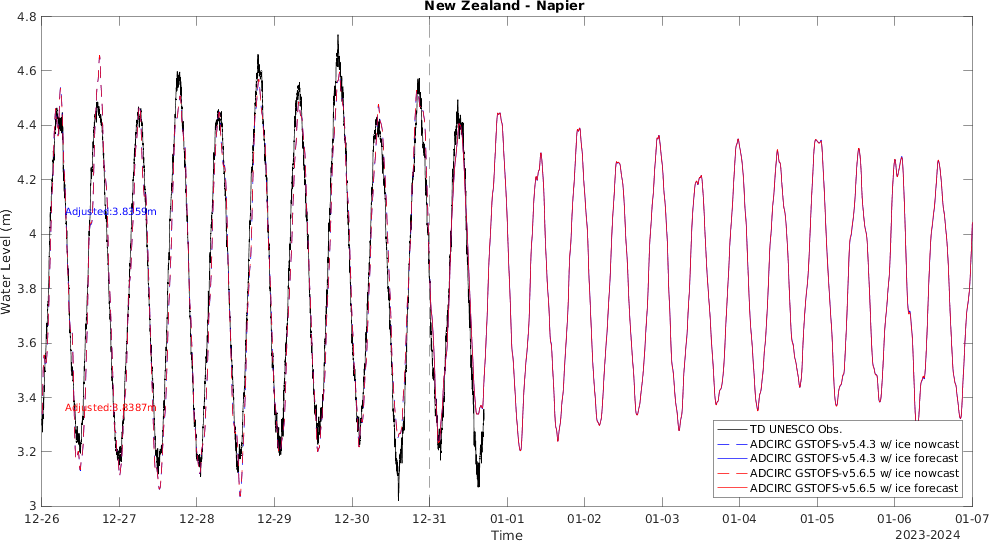 New Zealand - Napier
4.8
4.6
4.4
4.2
4
3.8
3.6
3.4
3.2
3
Water Level (m)
Adjusted:3.8359m
Adjusted:3.8387m
TD UNESCO Obs.
ADCIRC GSTOFS-v5.4.3 w/ ice nowcast
ADCIRC GSTOFS-v5.4.3 w/ ice forecast
ADCIRC GSTOFS-v5.6.5 w/ ice nowcast
ADCIRC GSTOFS-v5.6.5 w/ ice forecast
12-26 12-27 12-28 12-29 12-30 12-31 01-01 01-02 01-03 01-04 01-05 01-06 01-07
Time
2023-2024